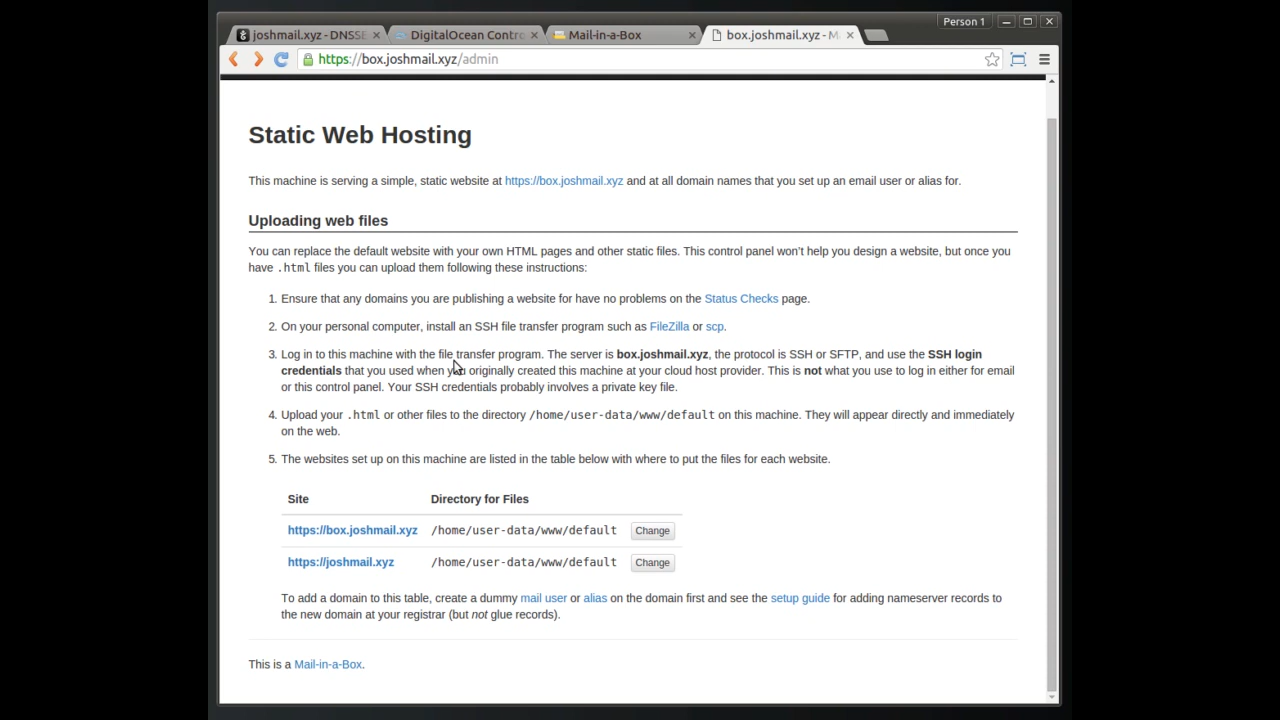 Person 1
joshmail.xyz - DNSSE
DigitalOcean Contro
Mail-in-a-Box
box.joshmail.xyz - Ma
https://box.joshmail.xyz/admin
Static Web Hosting
This machine is serving a simple, static website at https://box.joshmail.xyz and at all domain names that you set up an email user or alias for.
Uploading web files
You can replace the default website with your own HTML pages and other static files. This control panel won't help you design a website, but once you
have .html files you can upload them following these instructions:
1. Ensure that any domains you are publishing a website for have no problems on the Status Checks page.
2. On your personal computer, install an SSH file transfer program such as FileZilla or scp.
3. Log in to this machine with the file transfer program. The server is box.joshmail.xyz, the protocol is SSH or SFTP, and use the SSH login
credentials that you used when you originally created this machine at your cloud host provider. This is not what you use to log in either for email
or this control panel. Your SSH credentials probably involves a private key file.
4. Upload your .html or other files to the directory /home/user-data/www/default on this machine. They will appear directly and immediately
on the web.
5. The websites set up on this machine are listed in the table below with where to put the files for each website.
Site Directory for Files
https://box.joshmail.xyz /home/user-data/www/default Change
https://joshmail.xyz /home/user-data/www/default Change
To add a domain to this table, create a dummy mail user or alias on the domain first and see the setup guide for adding nameserver records to
the new domain at your registrar (but not glue records).
This is a Mail-in-a-Box.